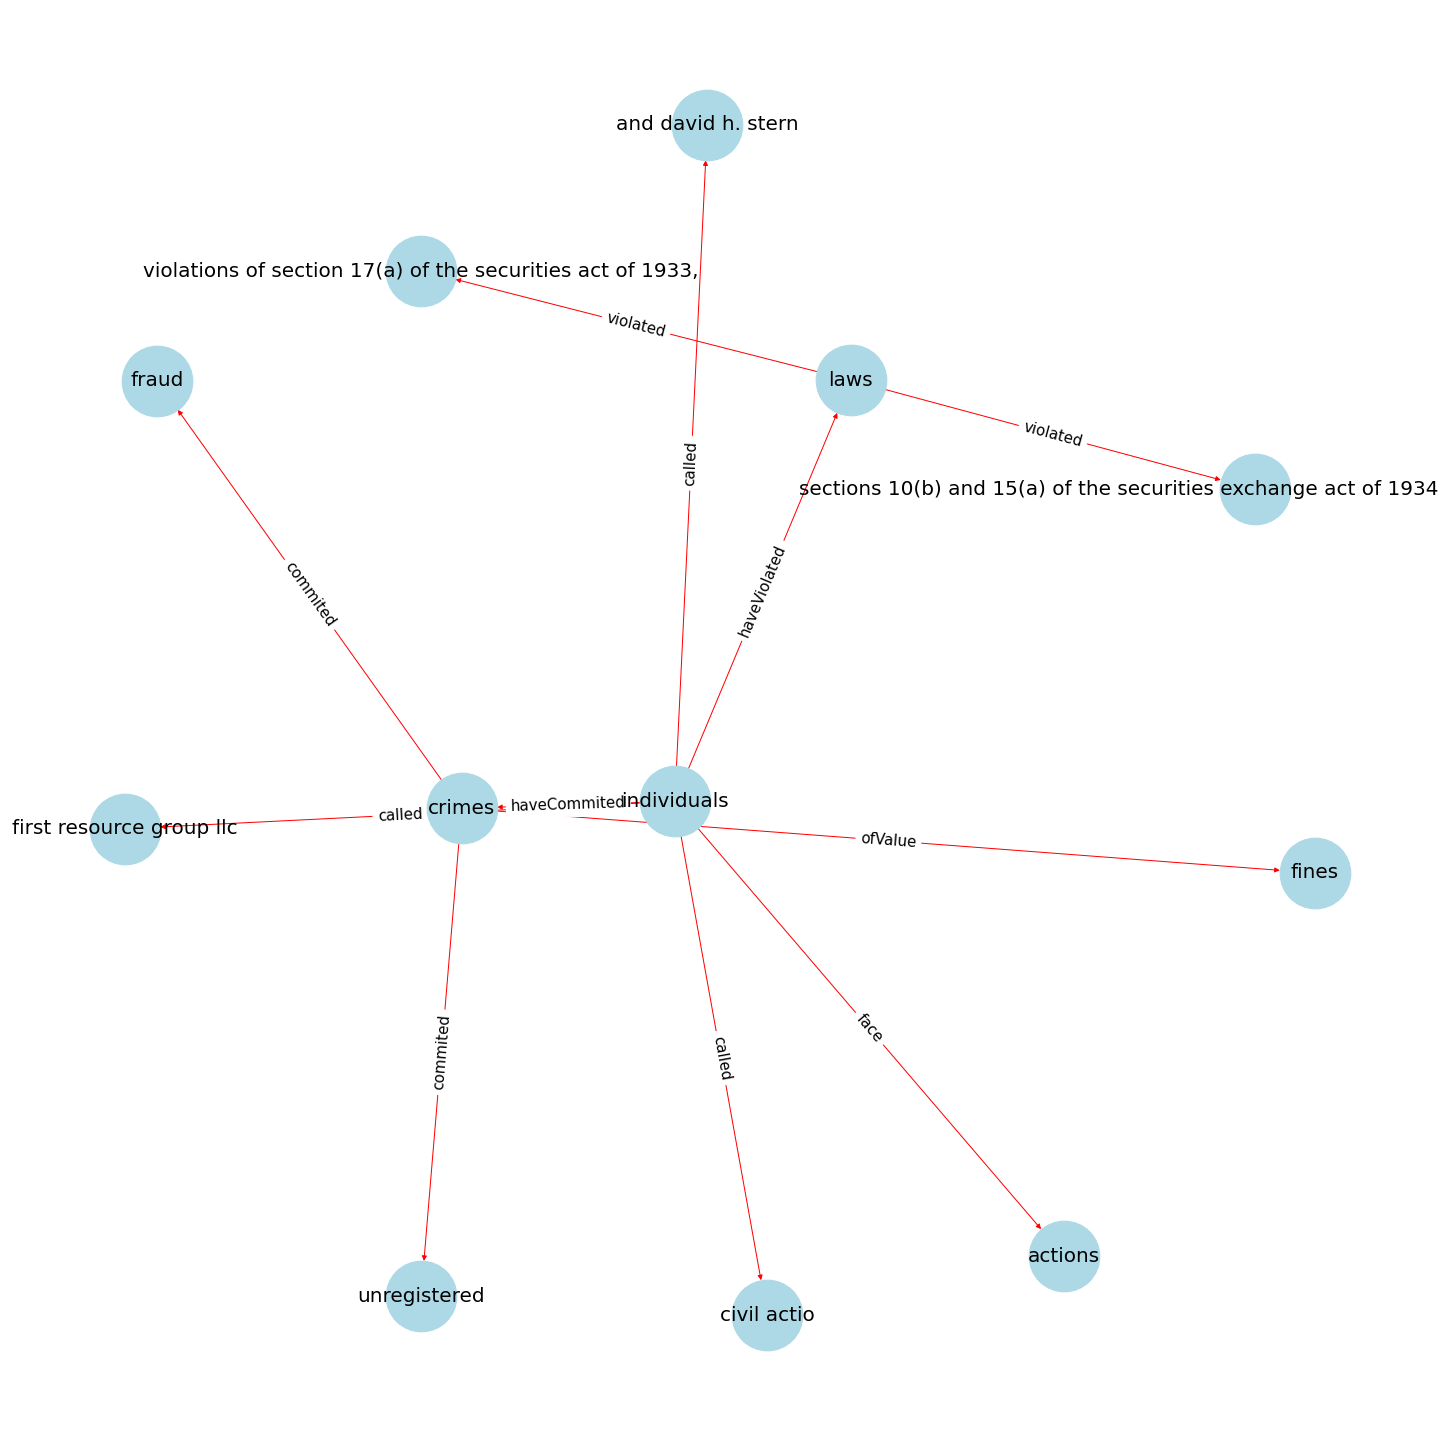 and david h. stern
violations of section 17(a) of the securities act of 1933,
violated
fraud
laws
violated
called
sections 10(b) and 15(a) of the securities exchange act of 1934
commited
haveViolated
individuals
haveCommited
crimes
called
first resource group llc
ofValue
fines
face
commited
called
actions
unregistered
civil actio